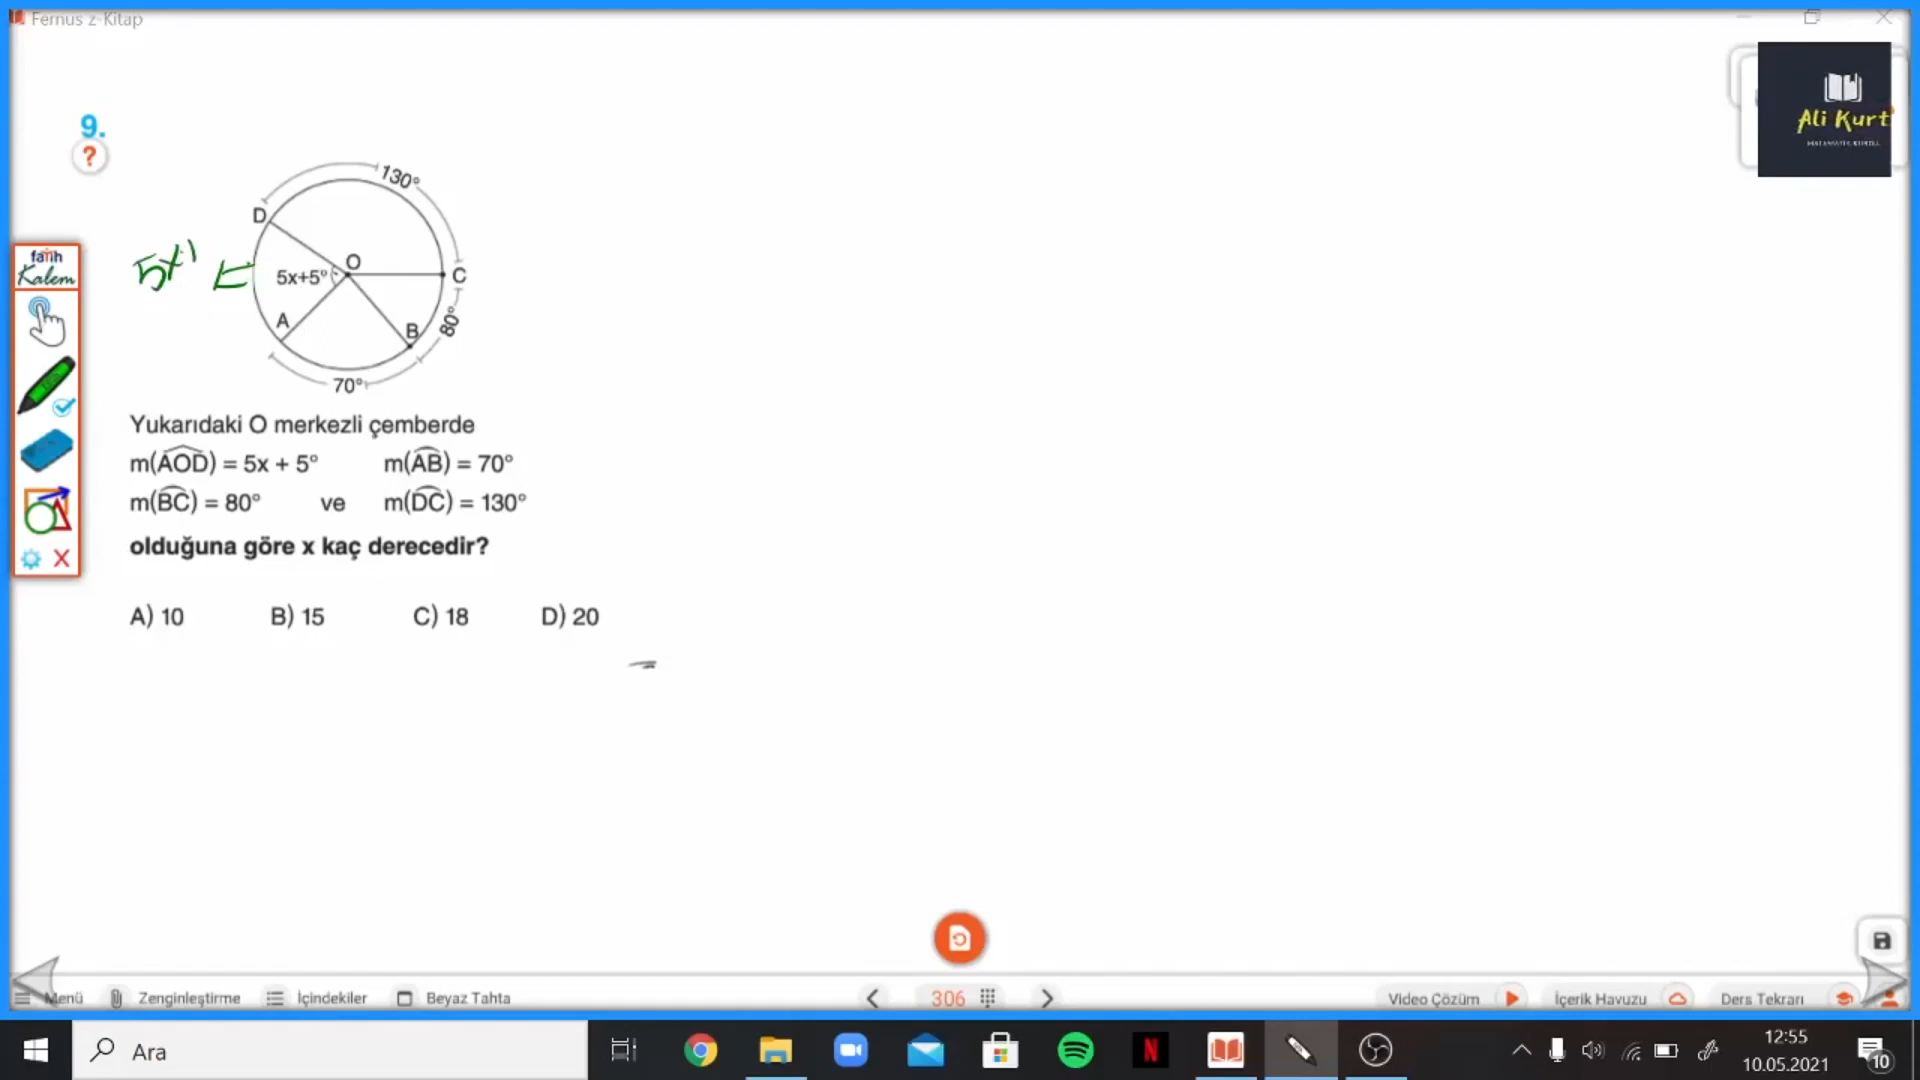 Fernus z-Kitap
Ali Kurt
9.
?
130°
D
O
5x+5°
C
5x+
A
B
80°
70°
fatih
Kalem
Yukarıdaki O merkezli çemberde
m(AOD) = 5x + 5° m(AB) = 70°
m(BC) = 80° ve m(DC) = 130°
olduğuna göre x kaç derecedir?
A) 10 B) 15 C) 18 D) 20
Menü Zenginleştirme İçindekiler Beyaz Tahta 306 Video Çözüm İçerik Havuzu Ders Tekrarı
Ara
12:55
10.05.2021
10